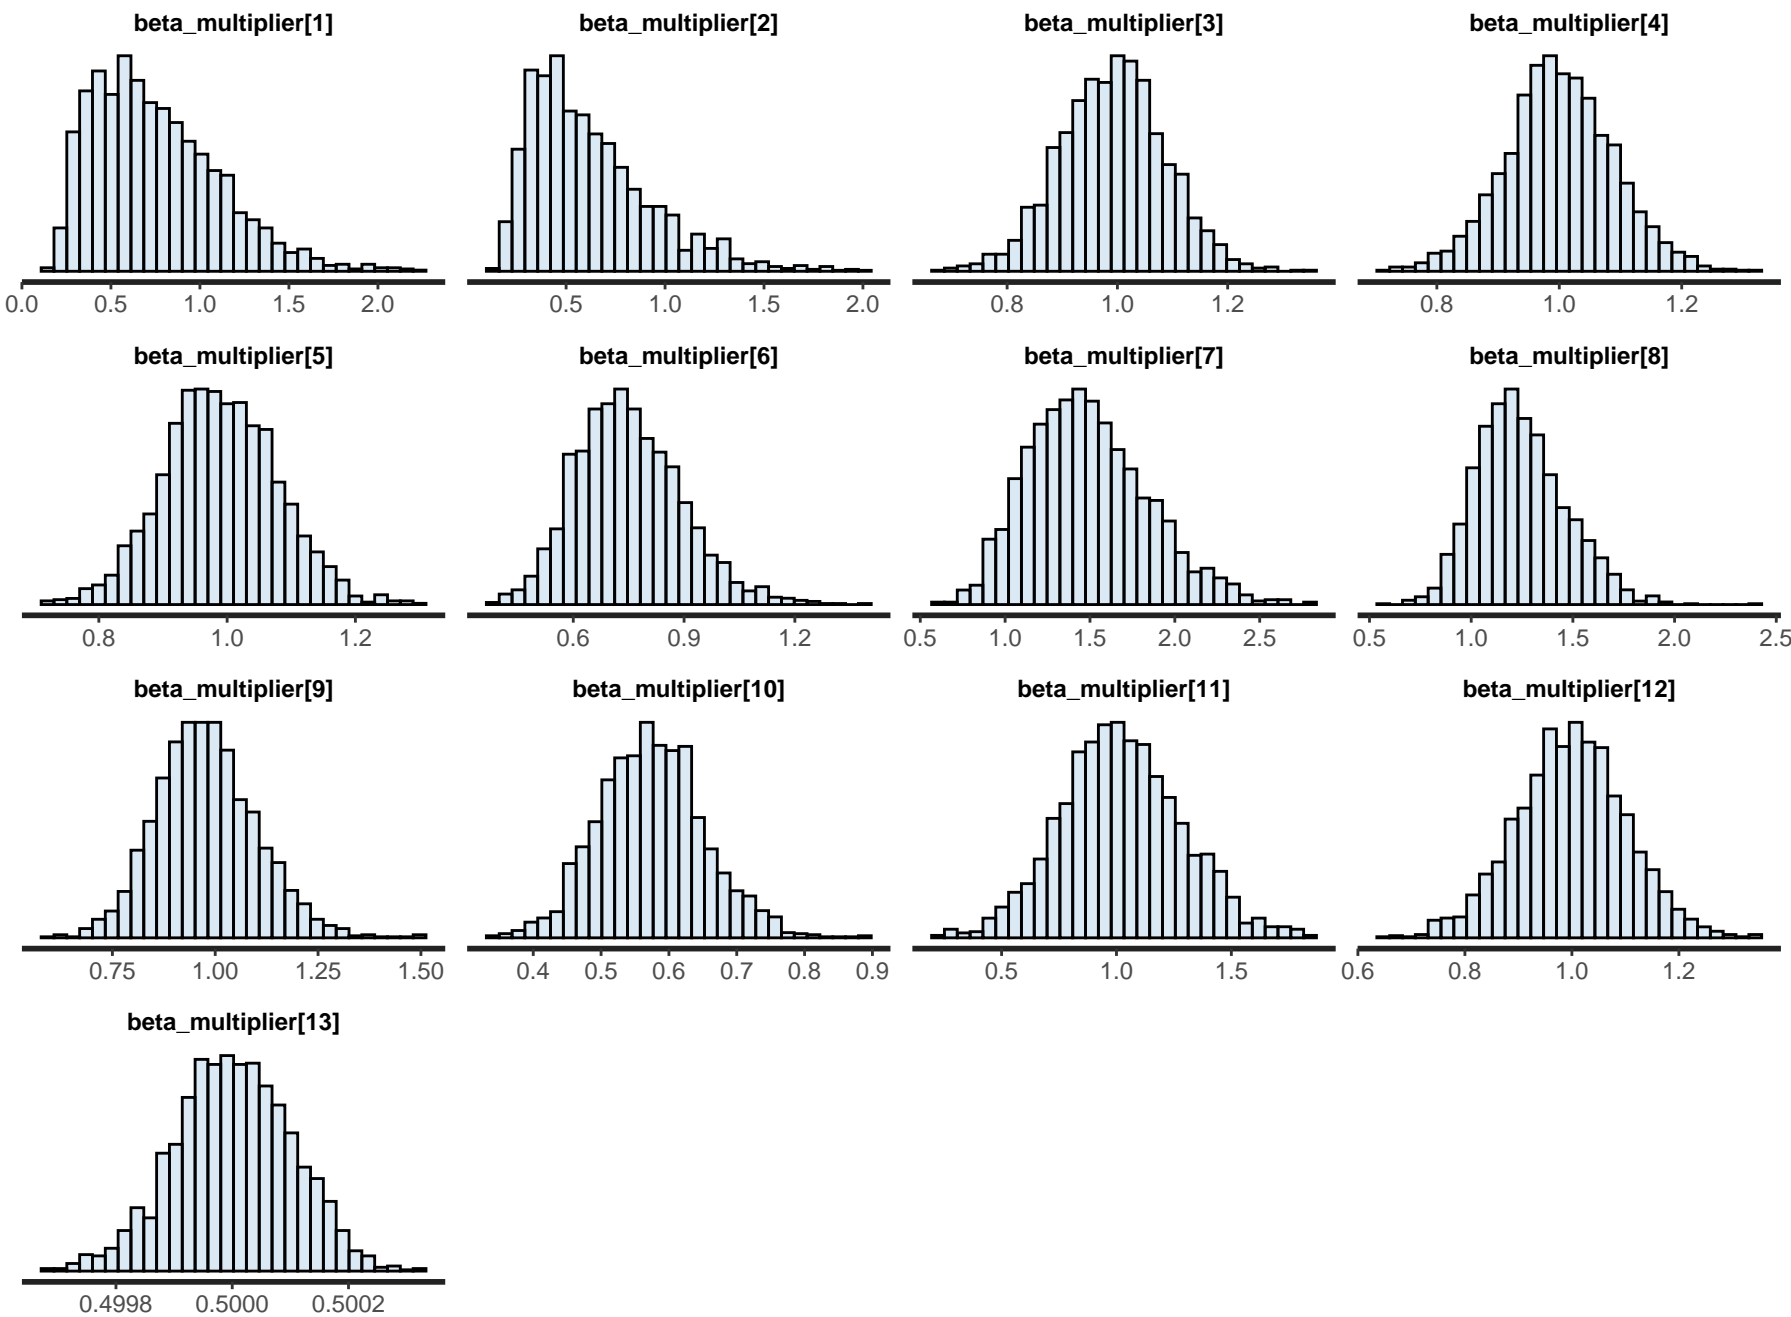 beta_multiplier[1] beta_multiplier[2] beta_multiplier[3] beta_multiplier[4]
0.0 0.5 1.0 1.5 2.0 0.5 1.0 1.5 2.0 0.8 1.0 1.2 0.8 1.0 1.2
beta_multiplier[5] beta_multiplier[6] beta_multiplier[7] beta_multiplier[8]
0.8 1.0 1.2 0.6 0.9 1.2 0.5 1.0 1.5 2.0 2.5 0.5 1.0 1.5 2.0 2.5
beta_multiplier[9] beta_multiplier[10] beta_multiplier[11] beta_multiplier[12]
0.75 1.00 1.25 1.50 0.4 0.5 0.6 0.7 0.8 0.9 0.5 1.0 1.5 0.6 0.8 1.0 1.2
beta_multiplier[13]
0.4998 0.5000 0.5002